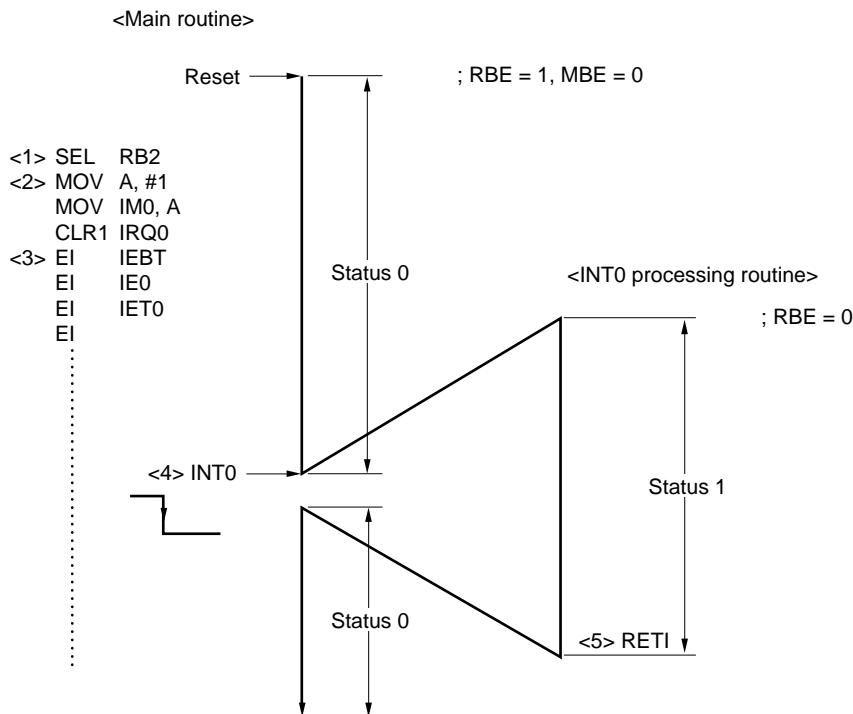 <Main routine>
Reset
; RBE = 1, MBE = 0
<1> SEL RB2
<2> MOV A, #1
MOV IM0, A
CLR1 IRQ0
<3> EI IEBT
EI IE0
EI IET0
EI
Status 0
<INT0 processing routine>
; RBE = 0
<4> INT0
Status 1
Status 0
<5> RETI